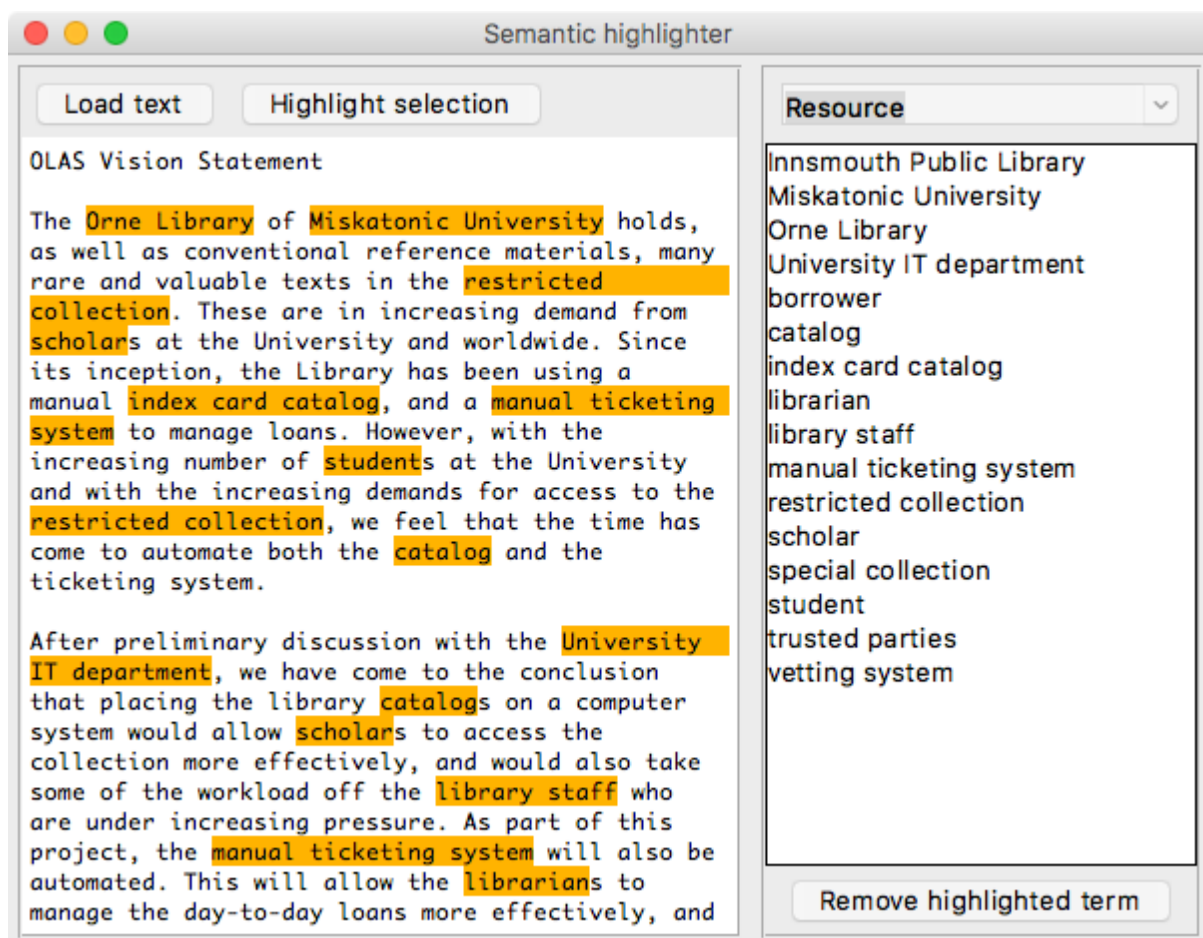 Semantic highlighter
Load text
Highlight selection
OLAS Vision Statement
The Orne Library of Miskatonic University holds,
as well as conventional reference materials, many
rare and valuable texts in the restricted
collection. These are in increasing demand from
scholars at the University and worldwide. Since
its inception, the Library has been using a
manual index card catalog, and a manual ticketing
system to manage loans. However, with the
increasing number of students at the University
and with the increasing demands for access to the
restricted collection, we feel that the time has
come to automate both the catalog and the
ticketing system.
After preliminary discussion with the University
IT department, we have come to the conclusion
that placing the library catalogs on a computer
system would allow scholars to access the
collection more effectively, and would also take
some of the workload off the library staff who
are under increasing pressure. As part of this
project, the manual ticketing system will also be
automated. This will allow the librarians to
manage the day-to-day loans more effectively, and
Resource
Innsmouth Public Library
Miskatonic University
Orne Library
University IT department
borrower
catalog
index card catalog
librarian
library staff
manual ticketing system
restricted collection
scholar
special collection
student
trusted parties
vetting system
Remove highlighted term